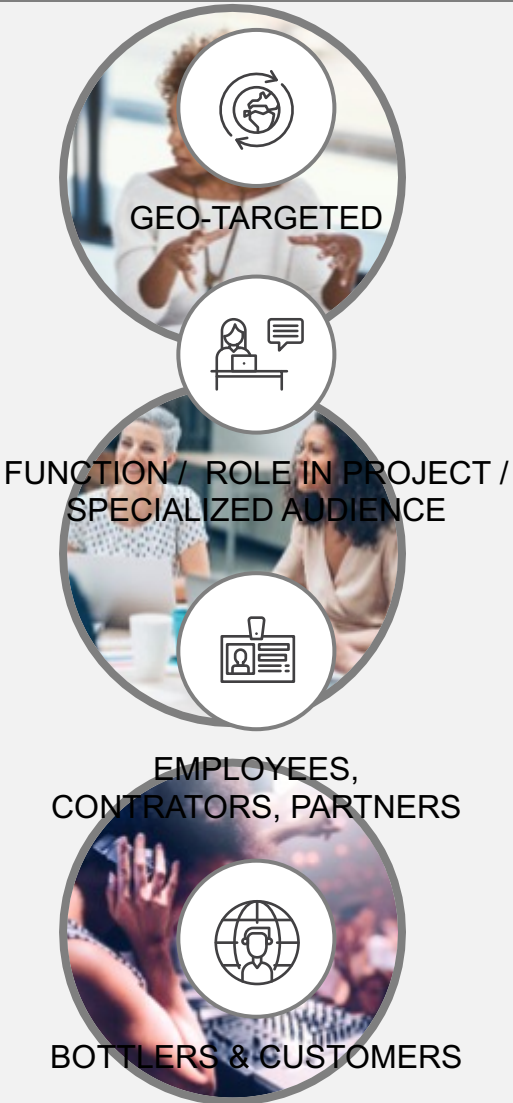 GEO-TARGETED
FUNCTION / ROLE IN PROJECT /
SPECIALIZED AUDIENCE
EMPLOYEES,
CONTRATORS, PARTNERS
BOTTLERS & CUSTOMERS